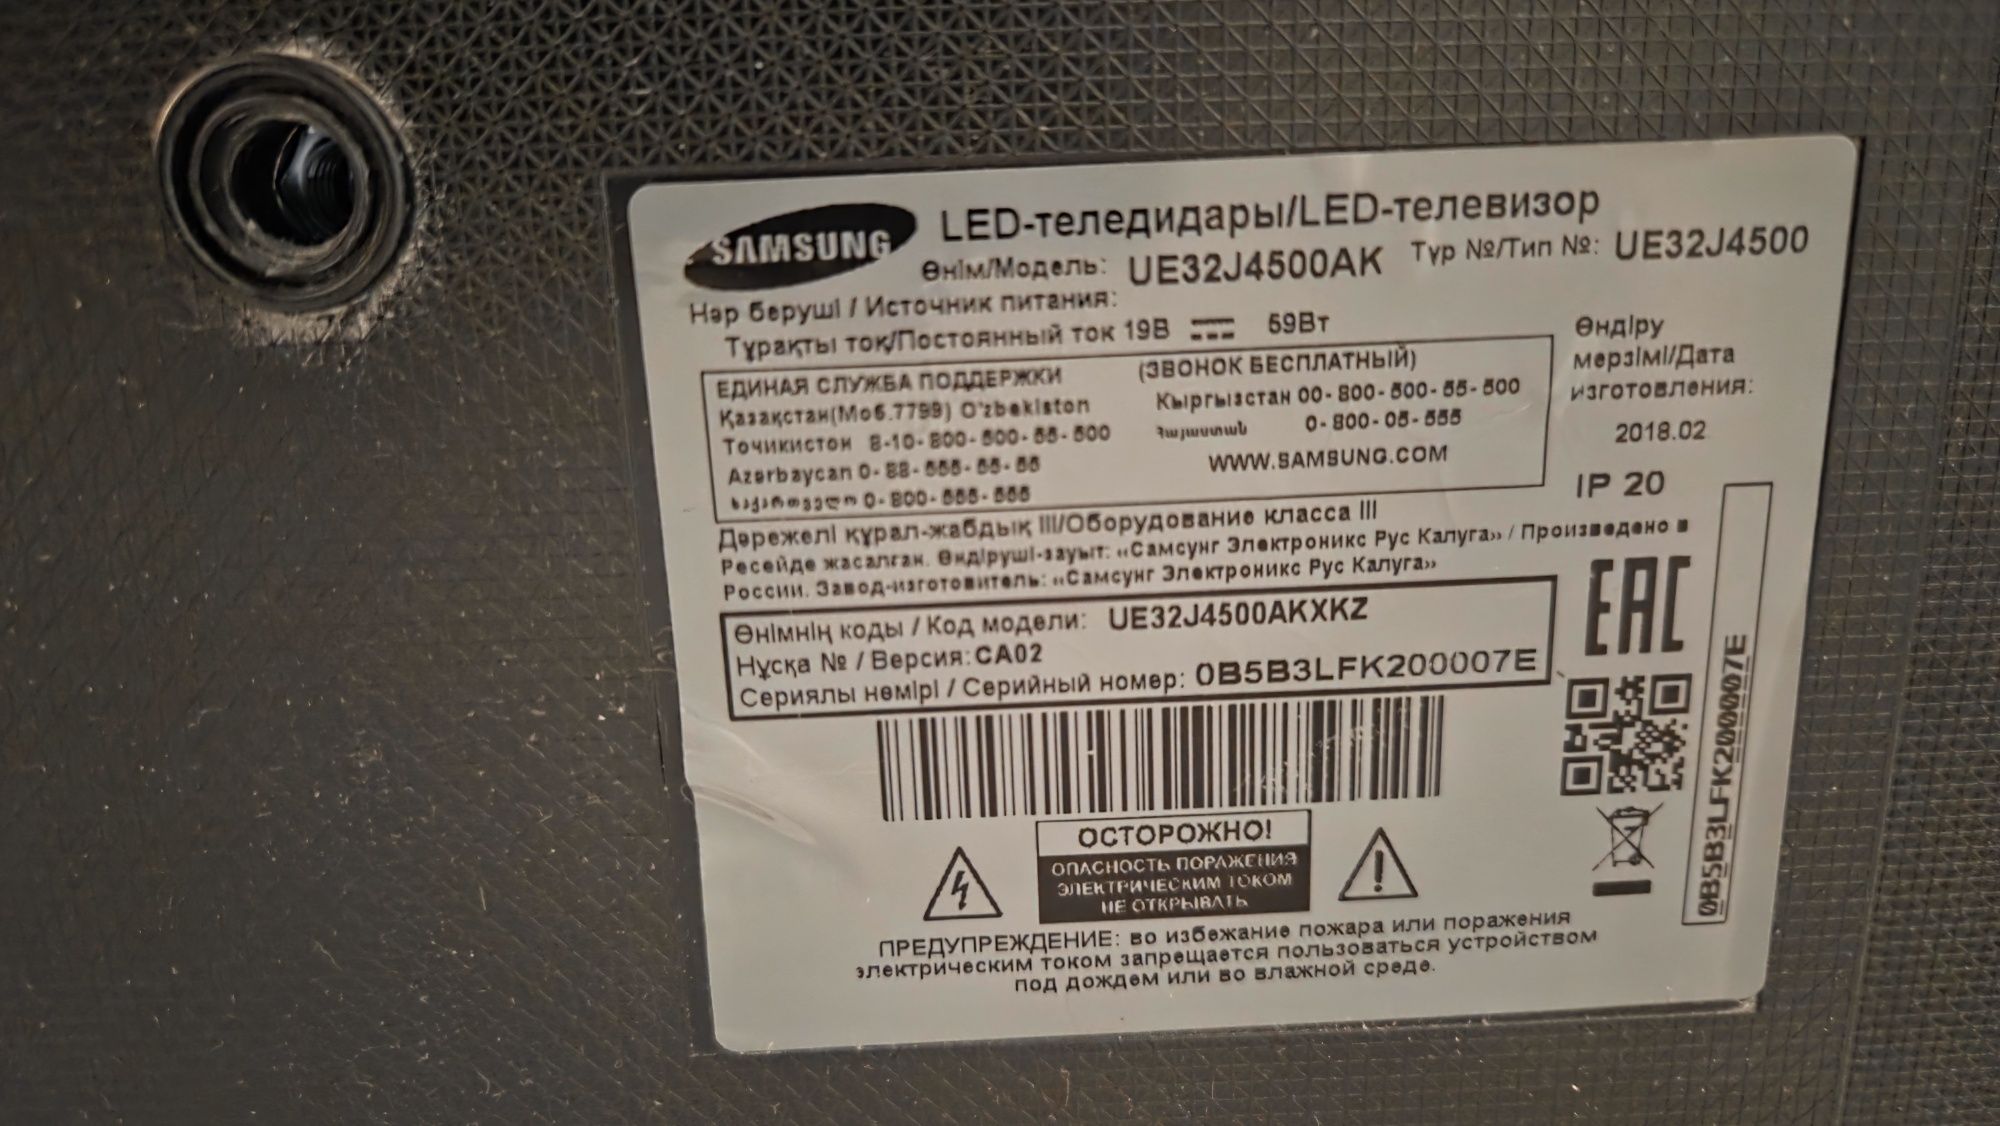 SAMSUNG
LED-теледидары/LED-телевизор
Өнім/Модель: UE32J4500AK Түр №/Тип №: UE32J4500
Нәр беруші / Источник питания:
Тұрақты ток/Постоянный ток 19В 59Вт
ЕДИНАЯ СЛУЖБА ПОДДЕРЖКИ (ЗВОНОК БЕСПЛАТНЫЙ)
Қазақстан(Моб.7799) O'zbekiston
Точикистон 8-10-800-500-55-500
Azərbaycan 0-88-555-55-55
საქართველო 0-800-555-555
Кыргызстан 00-800-500-55-500
Հայաստան 0-800-05-555
WWW.SAMSUNG.COM
Өндіру
мерзімі/Дата
изготовления:
2018.02
IP 20
Дәрежелі құрал-жабдық III/Оборудование класса III
Ресейде жасалған. Өндіруші-зауыт: «Самсунг Электроникс Рус Калуга» / Произведено в
России. Завод-изготовитель: «Самсунг Электроникс Рус Калуга»
Өнімнің коды / Код модели: UE32J4500AKXKZ
Нұсқа № / Версия: CA02
Сериялы нөмірі / Серийный номер: 0B5B3LFK200007E
EAC
0B5B3LFK200007E
ОСТОРОЖНО!
ОПАСНОСТЬ ПОРАЖЕНИЯ
ЭЛЕКТРИЧЕСКИМ ТОКОМ
НЕ ОТКРЫВАТЬ
ПРЕДУПРЕЖДЕНИЕ: во избежание пожара или поражения
электрическим током запрещается пользоваться устройством
под дождем или во влажной среде.